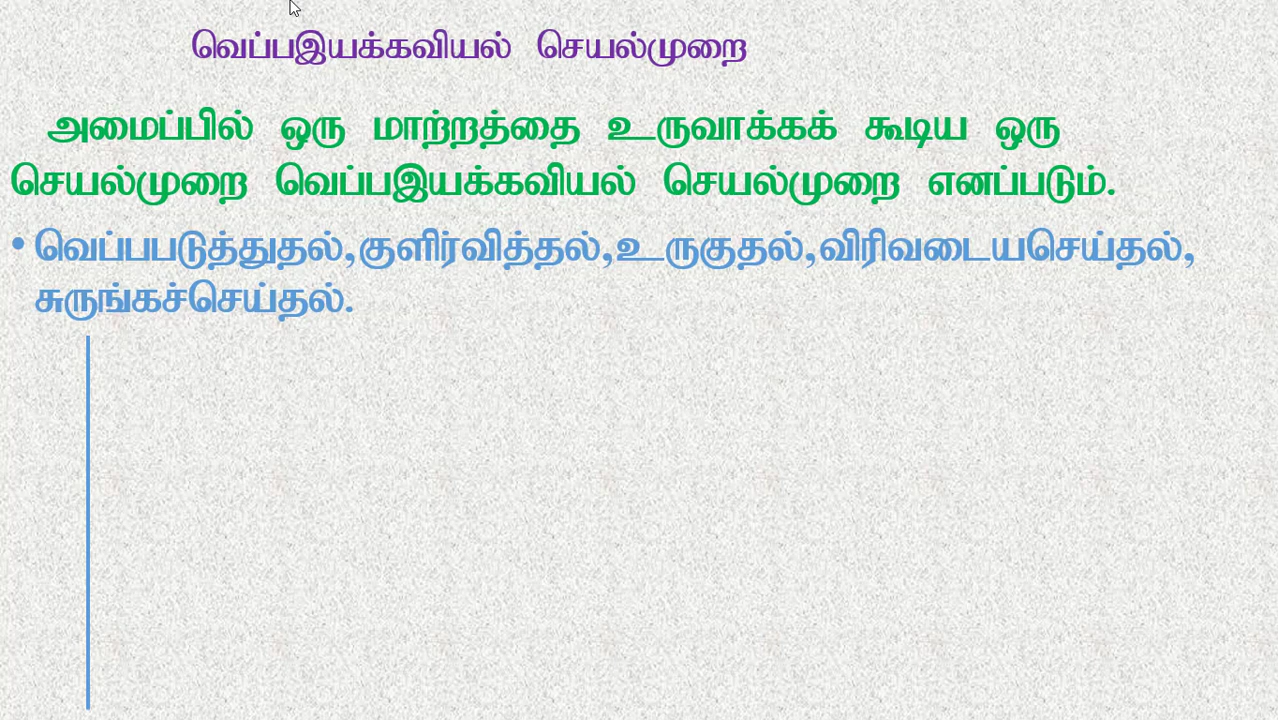 வெப்பஇயக்கவியல் செயல்முறை
அமைப்பில் ஒரு மாற்றத்தை உருவாக்கக் கூடிய ஒரு
செயல்முறை வெப்பஇயக்கவியல் செயல்முறை எனப்படும்.
• வெப்பபடுத்துதல்,குளிர்வித்தல்,உருகுதல்,விரிவடையசெய்தல்,
சுருங்கச்செய்தல்.